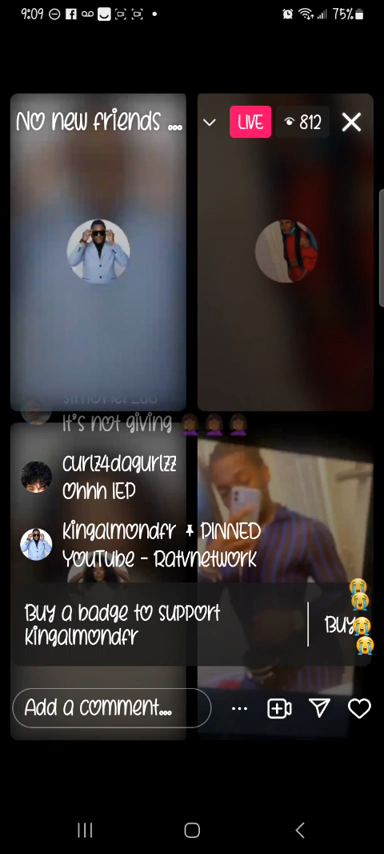 9:09
75%
No new friends ...
LIVE
812
It's not giving
curlz4dagurlzz
Ohhh IED
Kingalmondfr PINNED
YouTube - Ratvnetwork
Buy a badge to support
Kingalmondfr
BUY
Add a comment...